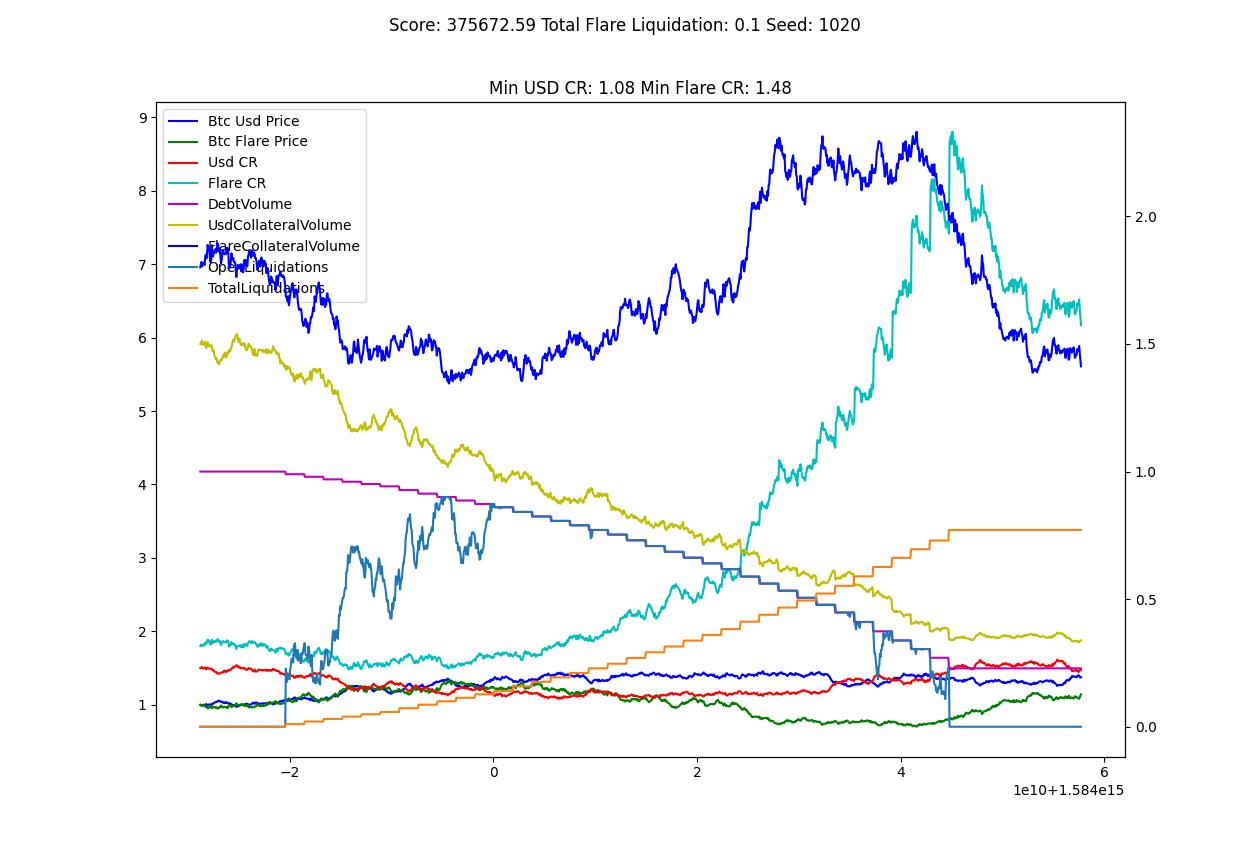 Score: 375672.59 Total Flare Liquidation: 0.1 Seed: 1020
Min USD CR: 1.08 Min Flare CR: 1.48
Btc Usd Price
Btc Flare Price
Usd CR
Flare CR
DebtVolume
UsdCollateralVolume
FlareCollateralVolume
OpenLiquidations
TotalLiquidations
9
8
7
6
5
4
3
2
1
2.0
1.5
1.0
0.5
0.0
−2
0
2
4
6
1e10+1.584e15